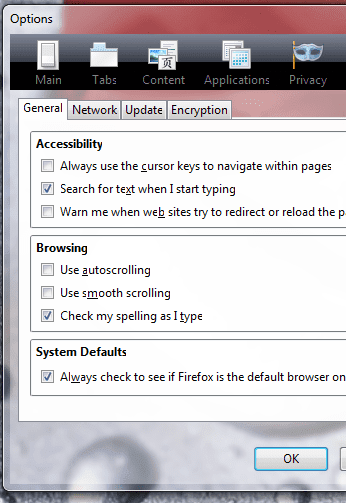 Options
Main Tabs Content Applications Privacy
General Network Update Encryption
Accessibility
Always use the cursor keys to navigate within pages
Search for text when I start typing
Warn me when web sites try to redirect or reload the
Browsing
Use autoscrolling
Use smooth scrolling
Check my spelling as I type
System Defaults
Always check to see if Firefox is the default browser on
OK